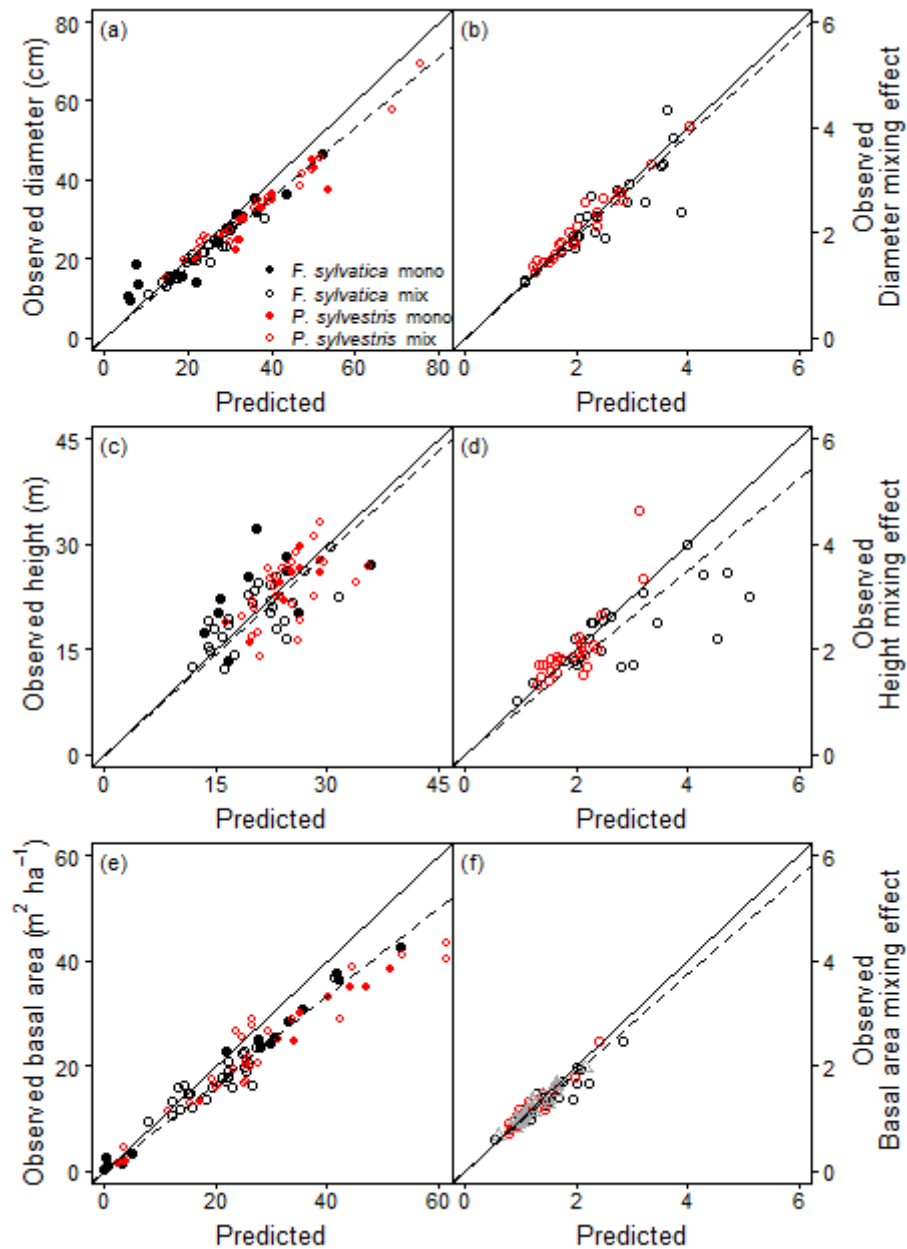 (a)
80
60
40
20
0
Observed diameter (cm)
F. sylvatica mono
F. sylvatica mix
P. sylvestris mono
P. sylvestris mix
0 20 40 60 80
Predicted
(b)
6
4
2
0
Observed
Diameter mixing effect
0 2 4 6
Predicted
(c)
45
30
15
0
Observed height (m)
0 15 30 45
Predicted
(d)
6
4
2
0
Observed
Height mixing effect
0 2 4 6
Predicted
(e)
60
40
20
0
Observed basal area (m² ha⁻¹)
0 20 40 60
Predicted
(f)
6
4
2
0
Observed
Basal area mixing effect
0 2 4 6
Predicted